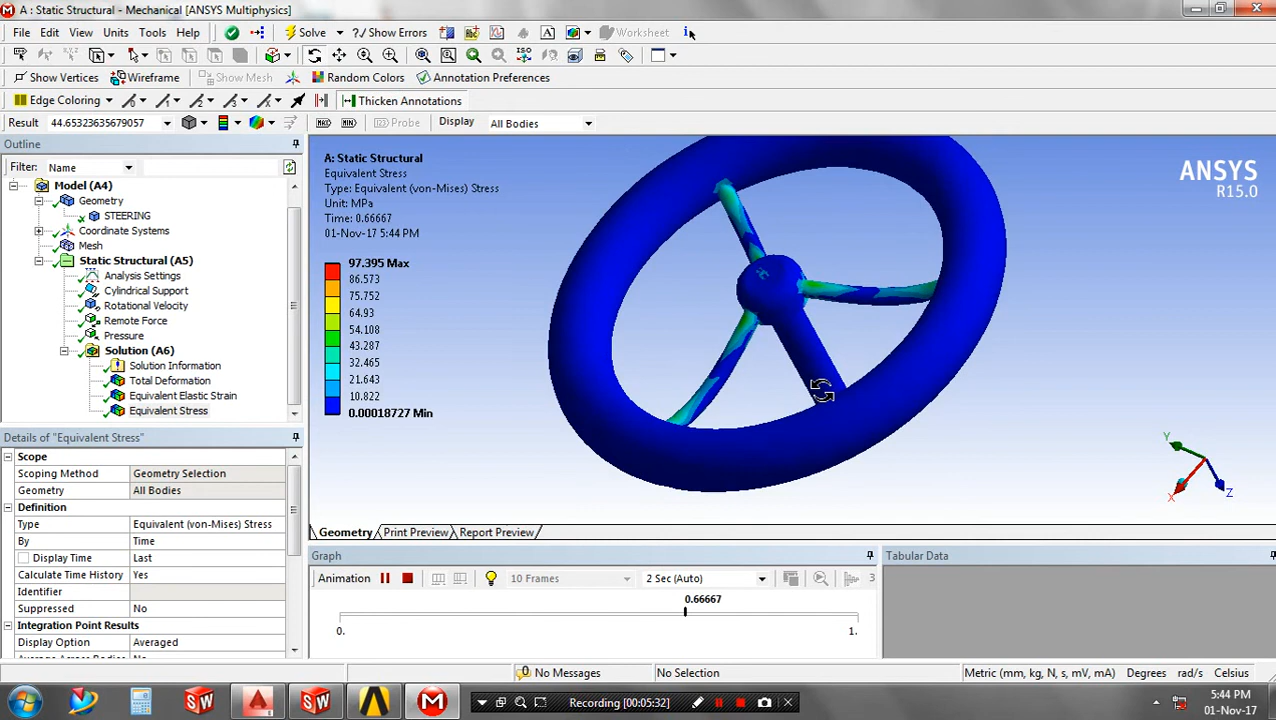 A : Static Structural - Mechanical [ANSYS Multiphysics]
File Edit View Units Tools Help Solve ?/ Show Errors Worksheet
Show Vertices Wireframe Show Mesh Random Colors Annotation Preferences
Edge Coloring Thicken Annotations
Result 44.65323635679057 MAX MIN Probe Display All Bodies
Outline
Filter: Name
Model (A4)
Geometry
STEERING
Coordinate Systems
Mesh
Static Structural (A5)
Analysis Settings
Cylindrical Support
Rotational Velocity
Remote Force
Pressure
Solution (A6)
Solution Information
Total Deformation
Equivalent Elastic Strain
Equivalent Stress
Details of "Equivalent Stress"
Scope
Scoping Method Geometry Selection
Geometry All Bodies
Definition
Type Equivalent (von-Mises) Stress
By Time
Display Time Last
Calculate Time History Yes
Identifier
Suppressed No
Integration Point Results
Display Option Averaged
A: Static Structural
Equivalent Stress
Type: Equivalent (von-Mises) Stress
Unit: MPa
Time: 0.66667
01-Nov-17 5:44 PM
97.395 Max
86.573
75.752
64.93
54.108
43.287
32.465
21.643
10.822
0.00018727 Min
ANSYS
R15.0
Y
X
Z
Geometry Print Preview Report Preview
Graph
Animation 10 Frames 2 Sec (Auto) 3
0.66667
0. 1.
Tabular Data
No Messages No Selection Metric (mm, kg, N, s, mV, mA) Degrees rad/s Celsius
Recording [00:05:32]
5:44 PM
01-Nov-17